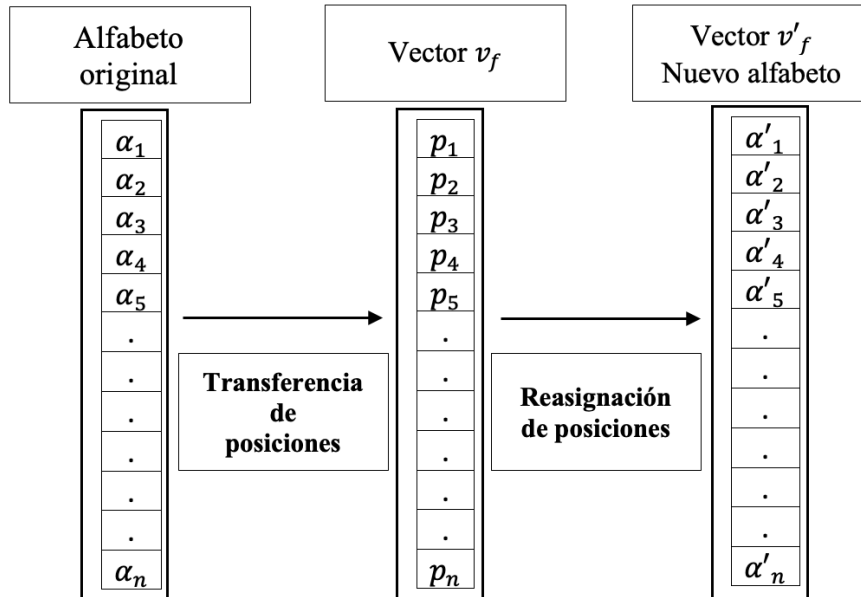 Alfabeto
original
Vector v_f
Vector v'_f
Nuevo alfabeto
α_1
α_2
α_3
α_4
α_5
.
.
.
.
.
.
α_n
Transferencia
de
posiciones
p_1
p_2
p_3
p_4
p_5
.
.
.
.
.
.
p_n
Reasignación
de posiciones
α'_1
α'_2
α'_3
α'_4
α'_5
.
.
.
.
.
.
α'_n